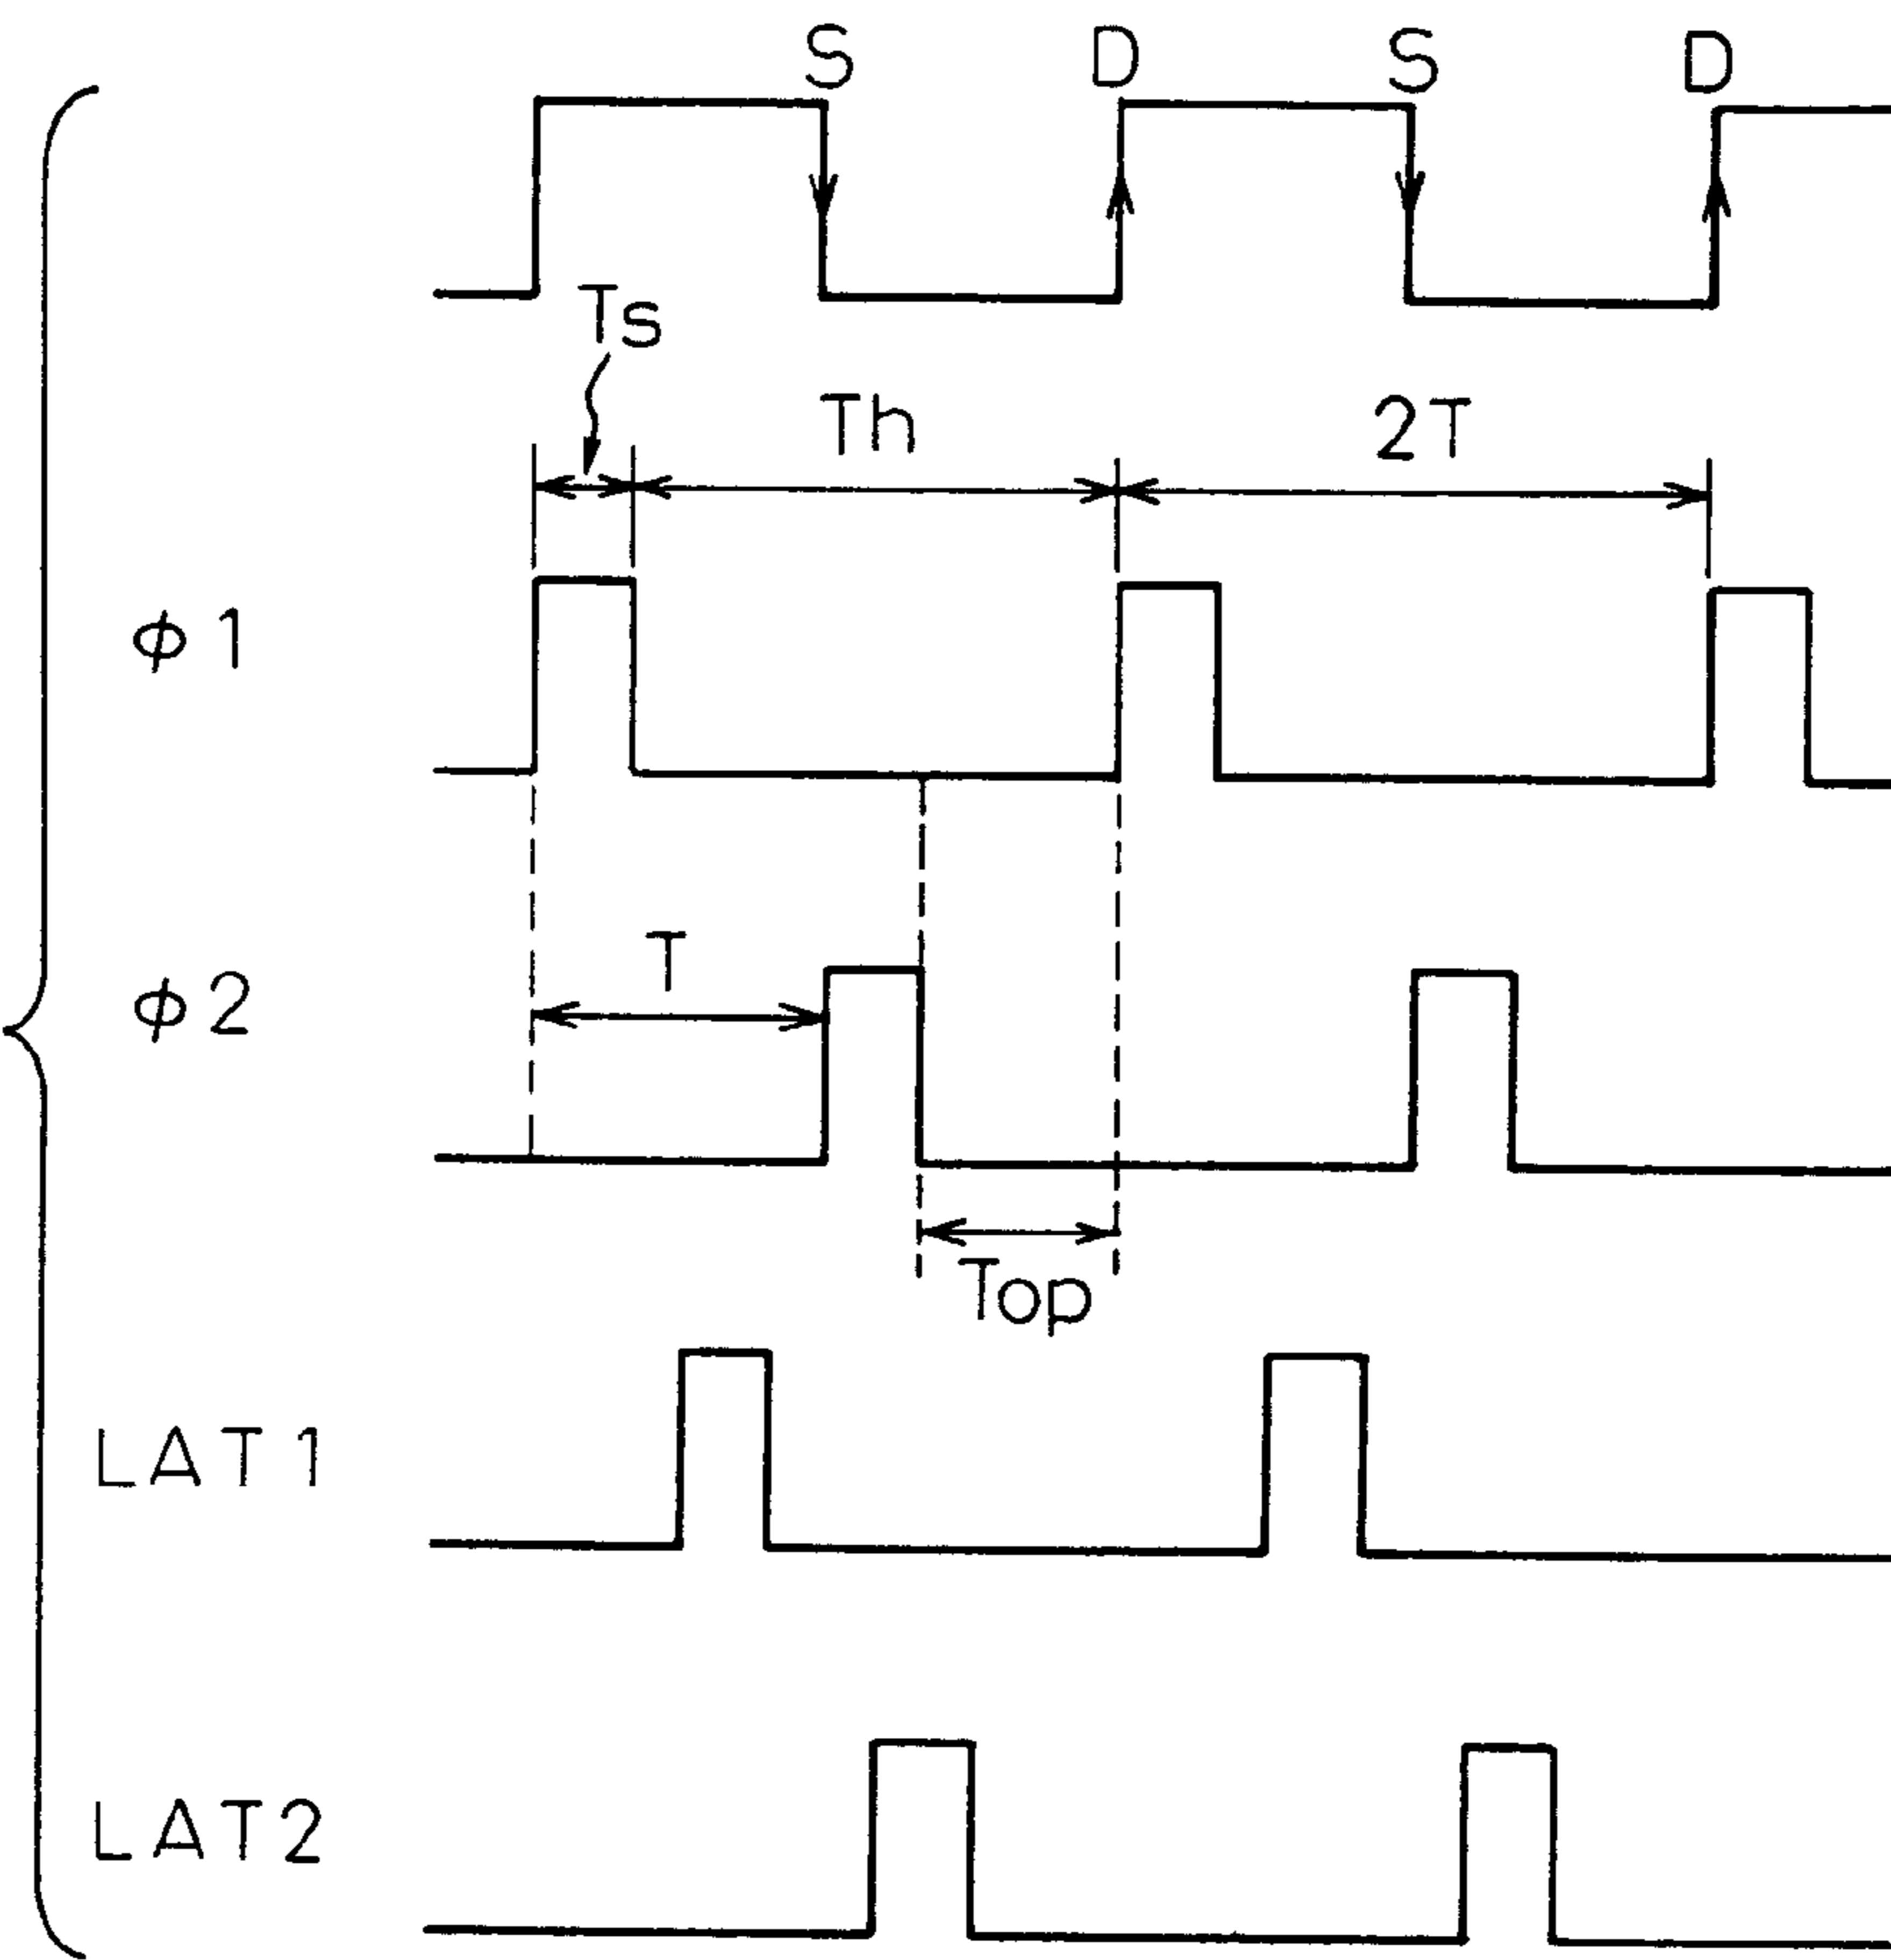 S D S D
Ts
Th 2T
ϕ1
T
ϕ2
Top
LAT1
LAT2